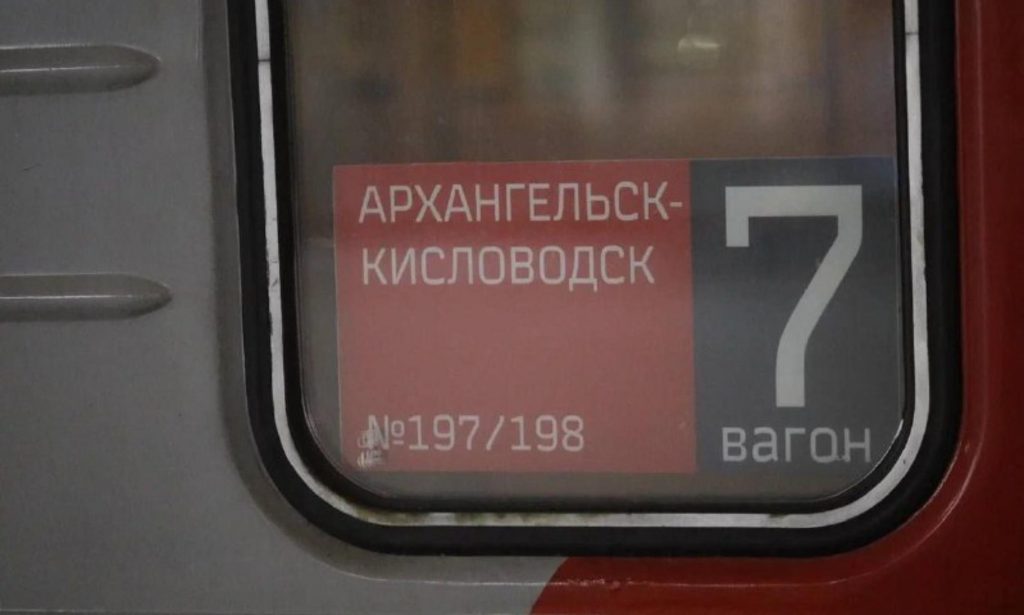 АРХАНГЕЛЬСК-
КИСЛОВОДСК
№197/198
7
вагон